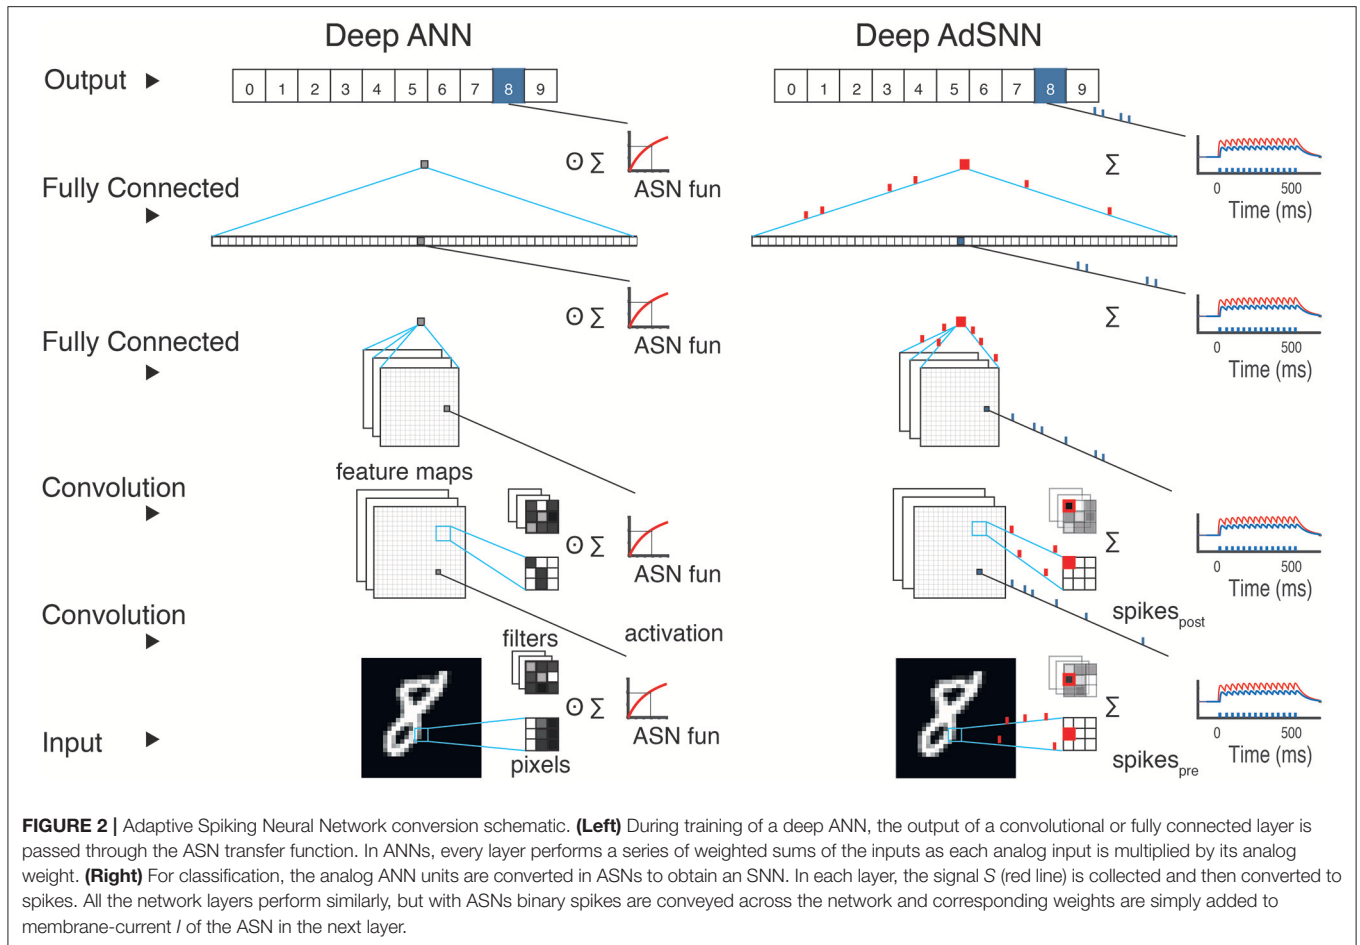 Deep ANN
Deep AdSNN
Output
0 1 2 3 4 5 6 7 8 9
0 1 2 3 4 5 6 7 8 9
Fully Connected
ʘ Σ
ASN fun
Σ
0 500
Time (ms)
Fully Connected
ʘ Σ
ASN fun
Σ
0 500
Time (ms)
feature maps
Convolution
ʘ Σ
ASN fun
Σ
0 500
Time (ms)
Convolution
filters
activation
spikespost
Input
ʘ Σ
ASN fun
pixels
Σ
spikespre
0 500
Time (ms)
FIGURE 2 | Adaptive Spiking Neural Network conversion schematic. (Left) During training of a deep ANN, the output of a convolutional or fully connected layer is
passed through the ASN transfer function. In ANNs, every layer performs a series of weighted sums of the inputs as each analog input is multiplied by its analog
weight. (Right) For classification, the analog ANN units are converted in ASNs to obtain an SNN. In each layer, the signal S (red line) is collected and then converted to
spikes. All the network layers perform similarly, but with ASNs binary spikes are conveyed across the network and corresponding weights are simply added to
membrane-current I of the ASN in the next layer.